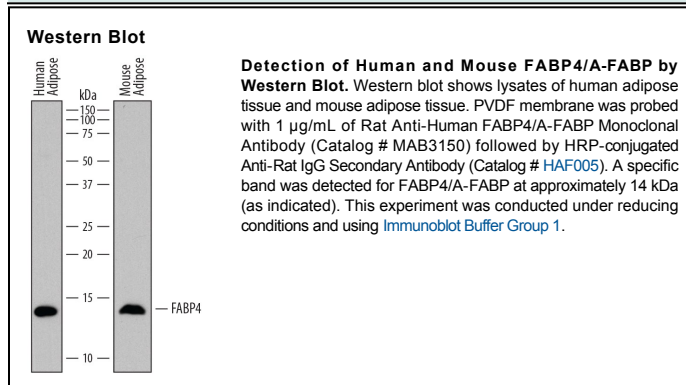 Western Blot
Human
Adipose
Mouse
Adipose
kDa
150
100
75
50
37
25
20
15
10
FABP4
Detection of Human and Mouse FABP4/A-FABP by
Western Blot. Western blot shows lysates of human adipose
tissue and mouse adipose tissue. PVDF membrane was probed
with 1 µg/mL of Rat Anti-Human FABP4/A-FABP Monoclonal
Antibody (Catalog # MAB3150) followed by HRP-conjugated
Anti-Rat IgG Secondary Antibody (Catalog # HAF005). A specific
band was detected for FABP4/A-FABP at approximately 14 kDa
(as indicated). This experiment was conducted under reducing
conditions and using Immunoblot Buffer Group 1.